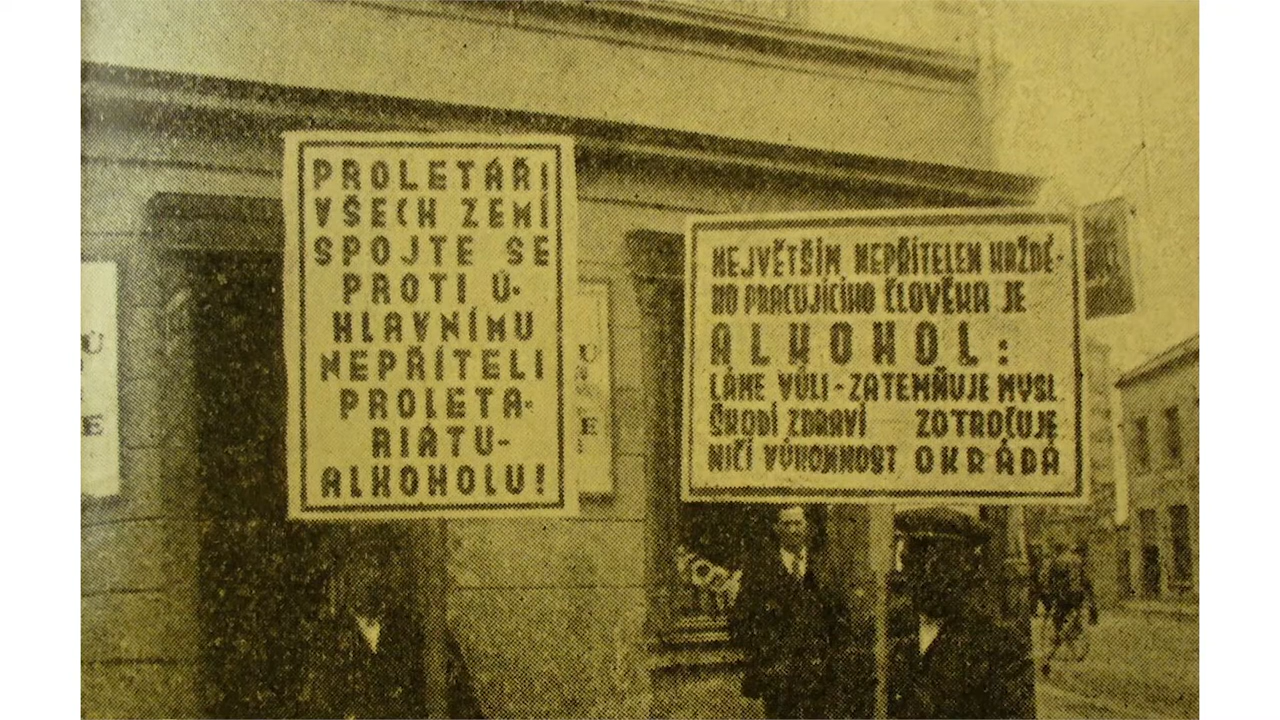 PROLETÁŘI
VŠECH ZEMÍ
SPOJTE SE
PROTI Ú-
HLAVNÍMU
NEPŘÍTELI
PROLETA-
RIÁTU-
ALKOHOLU!
NEJVĚTŠÍM NEPŘÍTELEM KAŽDÉ-
HO PRACUJÍCÍHO ČLOVĚKA JE
ALKOHOL:
LÁME VŮLI - ZATEMŇUJE MYSL
ŠKODÍ ZDRAVÍ ZOTROČUJE
NIČÍ VÝKONNOST OKRÁDÁ